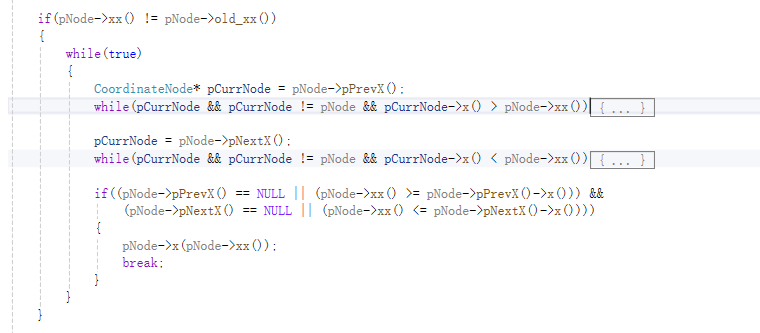 if(pNode->xx() != pNode->old_xx())
{
while(true)
{
CoordinateNode* pCurrNode = pNode->pPrevX();
while(pCurrNode && pCurrNode != pNode && pCurrNode->x() > pNode->xx()){ ... }
pCurrNode = pNode->pNextX();
while(pCurrNode && pCurrNode != pNode && pCurrNode->x() < pNode->xx()){ ... }
if((pNode->pPrevX() == NULL || (pNode->xx() >= pNode->pPrevX()->x())) &&
(pNode->pNextX() == NULL || (pNode->xx() <= pNode->pNextX()->x())))
{
pNode->x(pNode->xx());
break;
}
}
}